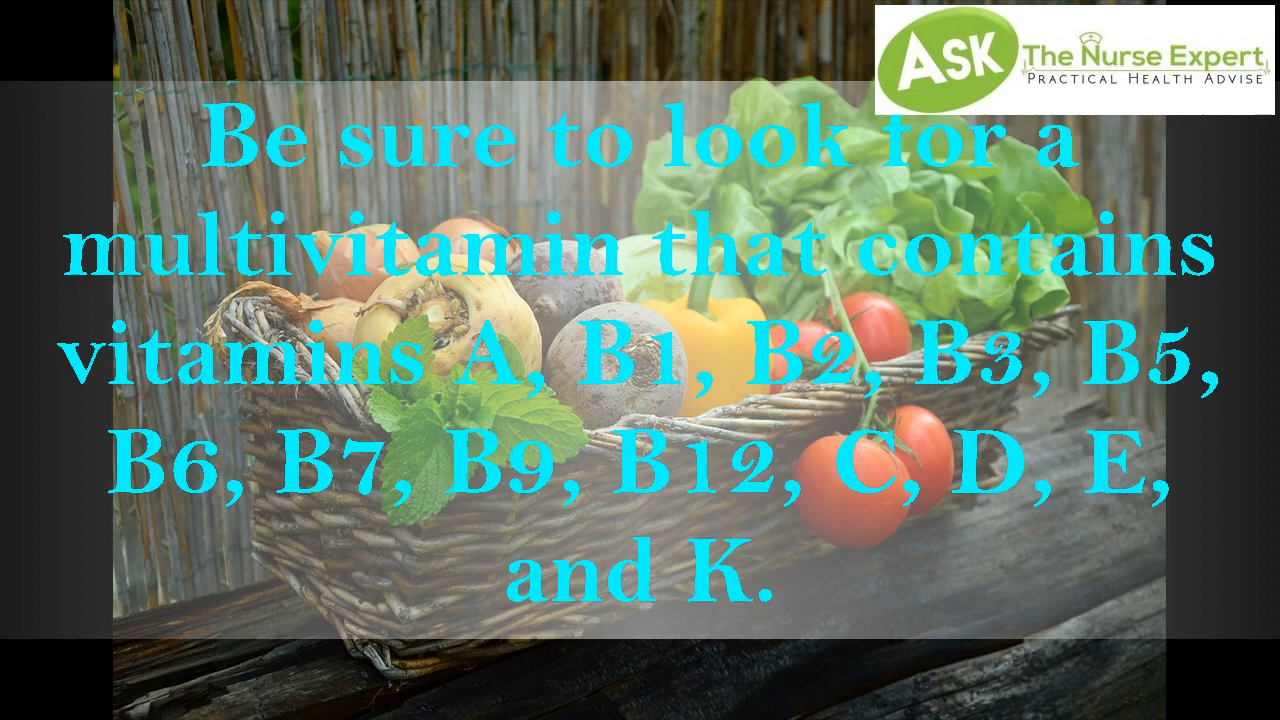 ASK The Nurse Expert
PRACTICAL HEALTH ADVISE
Be sure to look for a
multivitamin that contains
vitamins A, B1, B2, B3, B5,
B6, B7, B9, B12, C, D, E,
and K.